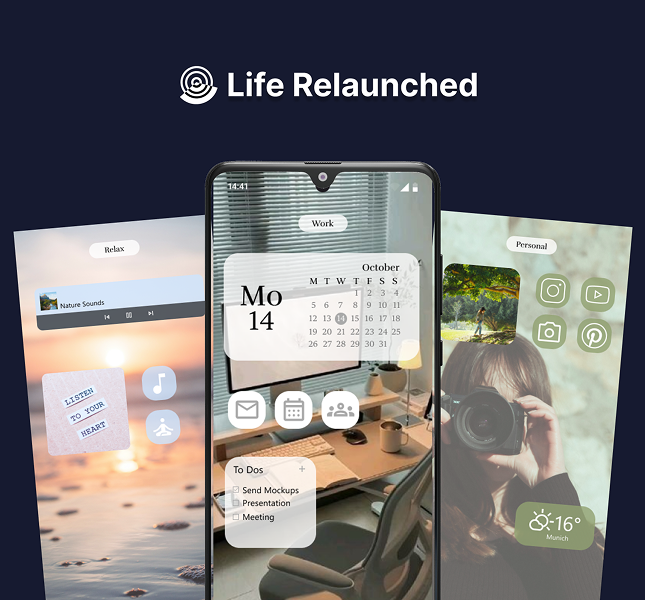 Life Relaunched
14:41
Work
October
M T W T F S S
1 2 3 4
5 6 7 8 9 10 11
12 13 14 15 16 17 18
19 20 21 22 23 24 25
26 27 28 29 30 31
Mo
14
To Dos +
Send Mockups
Presentation
Meeting
Relax
Nature Sounds
LISTEN
TO YOUR
HEART
Personal
-16°
Munich